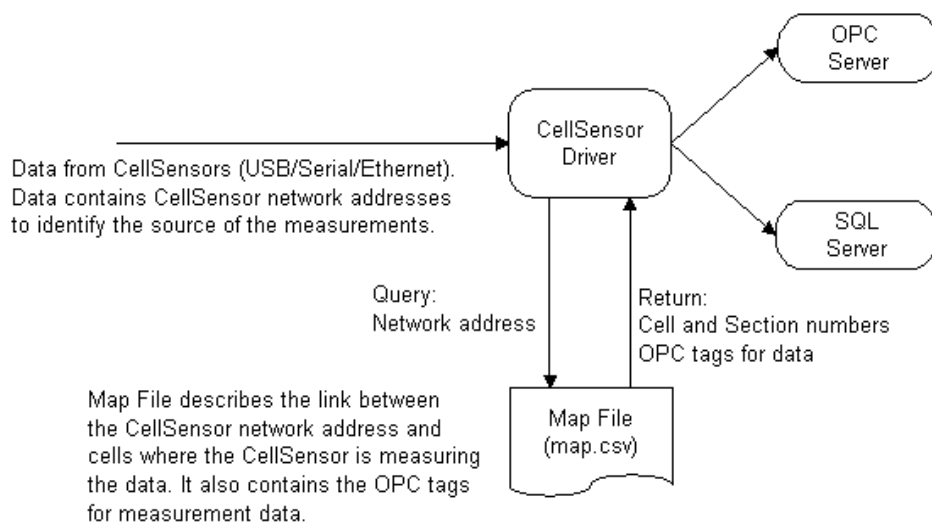 OPC
Server
CellSensor
Driver
Data from CellSensors (USB/Serial/Ethernet).
Data contains CellSensor network addresses
to identify the source of the measurements.
SQL
Server
Query:
Network address
Return:
Cell and Section numbers
OPC tags for data
Map File describes the link between
the CellSensor network address and
cells where the CellSensor is measuring
the data. It also contains the OPC tags
for measurement data.
Map File
(map.csv)